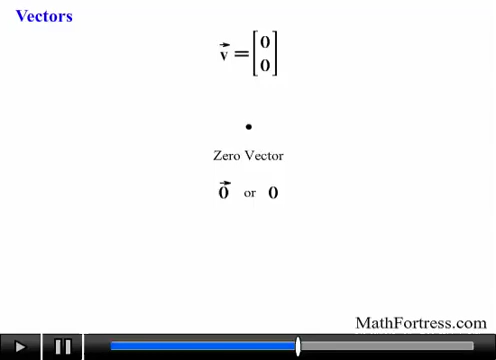 Vectors
v⃗ = [0 0]
Zero Vector
0⃗ or 0
MathFortress.com